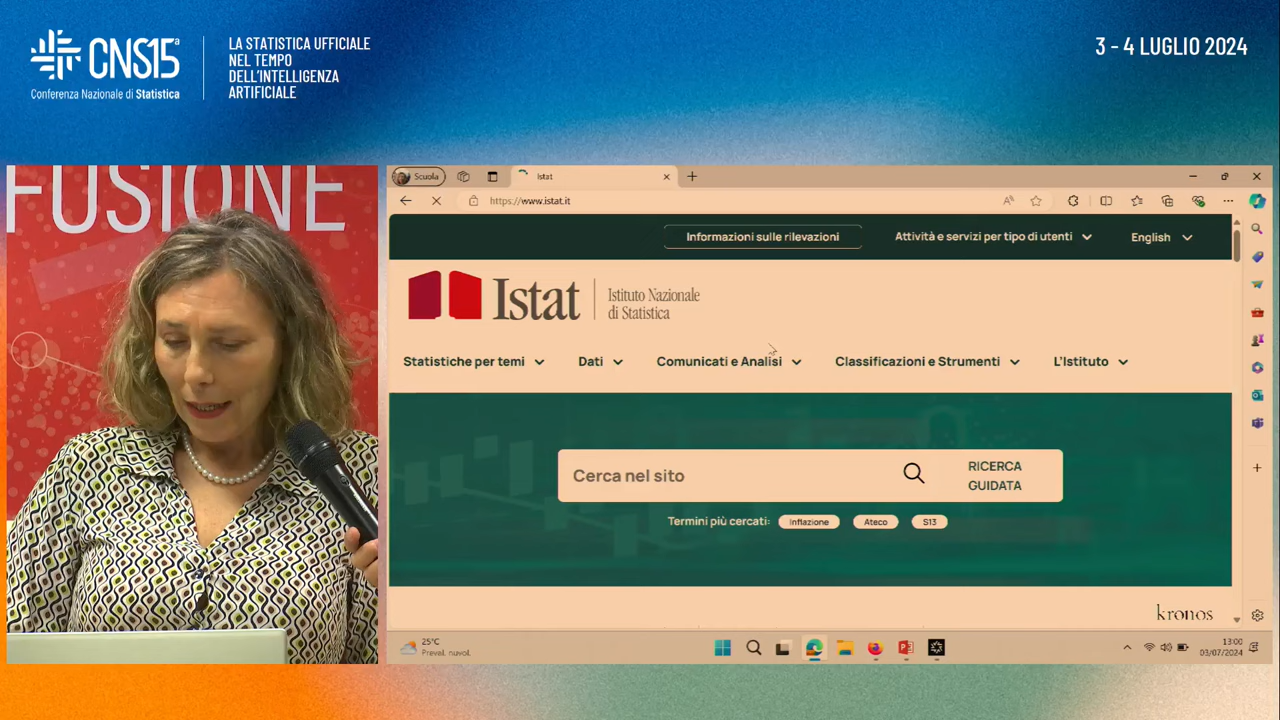 CNS15ª
Conferenza Nazionale di Statistica
LA STATISTICA UFFICIALE
NEL TEMPO
DELL'INTELLIGENZA
ARTIFICIALE
3 - 4 LUGLIO 2024
FUSIONE
Scuola
Istat
https://www.istat.it
Informazioni sulle rilevazioni
Attività e servizi per tipo di utenti
English
Istat
Istituto Nazionale
di Statistica
Statistiche per temi
Dati
Comunicati e Analisi
Classificazioni e Strumenti
L'Istituto
Cerca nel sito
RICERCA
GUIDATA
Termini più cercati:
Inflazione
Ateco
S13
kronos
25°C
Preval. nuvol.
13:00
03/07/2024